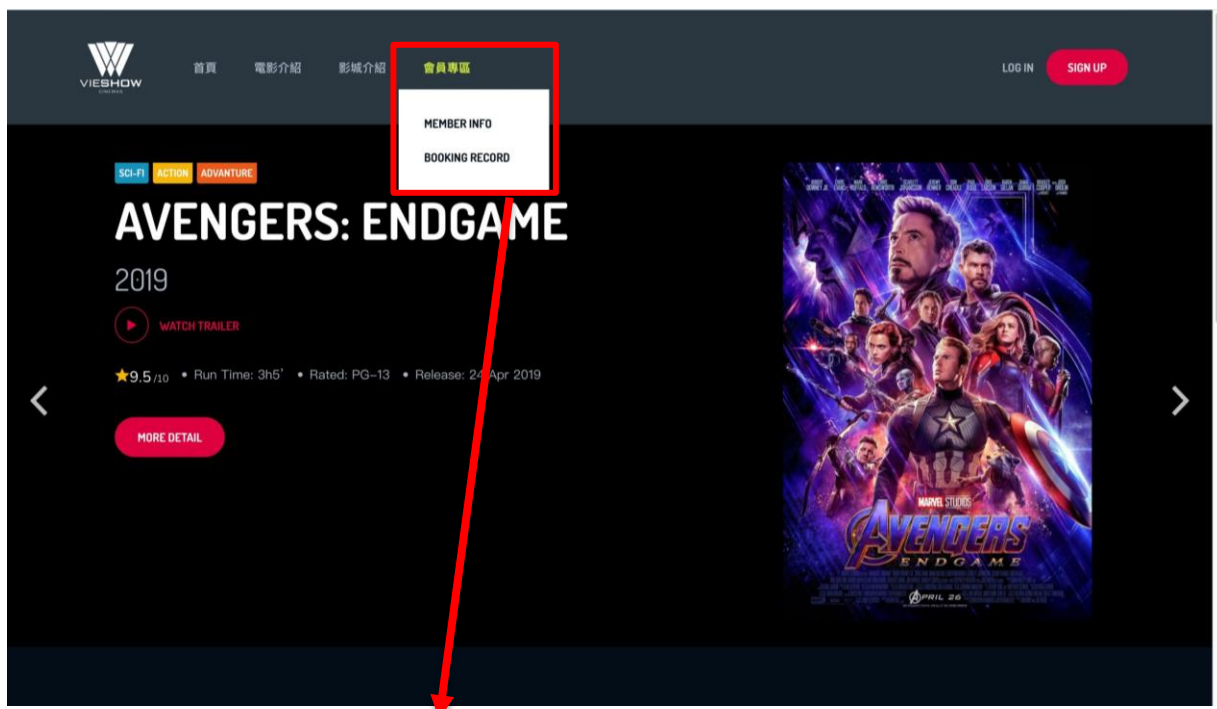 VIESHOW
CINEMAS
首頁 電影介紹 影城介紹 會員專區 LOG IN SIGN UP
MEMBER INFO
BOOKING RECORD
SCI-FI ACTION ADVANTURE
AVENGERS: ENDGAME
2019
WATCH TRAILER
9.5/10 • Run Time: 3h5' • Rated: PG-13 • Release: 24 Apr 2019
MORE DETAIL
MARVEL STUDIOS
AVENGERS
ENDGAME
APRIL 26